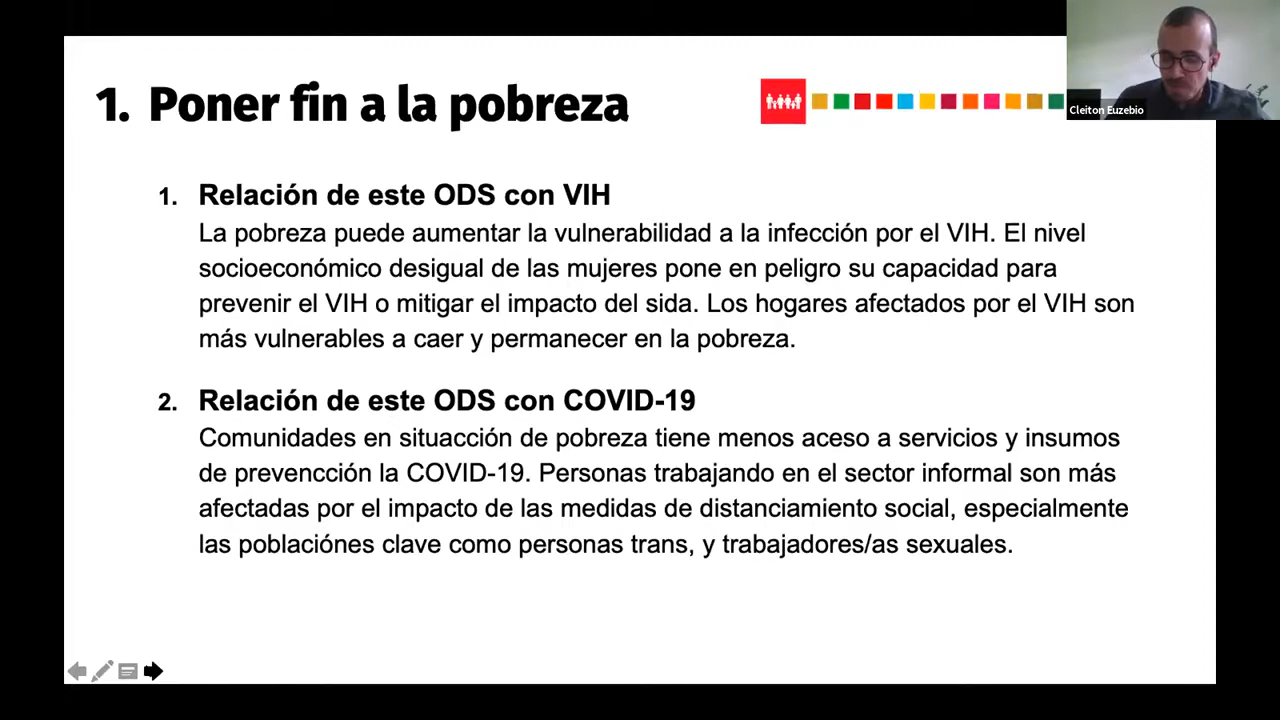 1. Poner fin a la pobreza
Cleiton Euzebio
1. Relación de este ODS con VIH
La pobreza puede aumentar la vulnerabilidad a la infección por el VIH. El nivel
socioeconómico desigual de las mujeres pone en peligro su capacidad para
prevenir el VIH o mitigar el impacto del sida. Los hogares afectados por el VIH son
más vulnerables a caer y permanecer en la pobreza.
2. Relación de este ODS con COVID-19
Comunidades en situacción de pobreza tiene menos aceso a servicios y insumos
de prevencción la COVID-19. Personas trabajando en el sector informal son más
afectadas por el impacto de las medidas de distanciamiento social, especialmente
las poblaciónes clave como personas trans, y trabajadores/as sexuales.